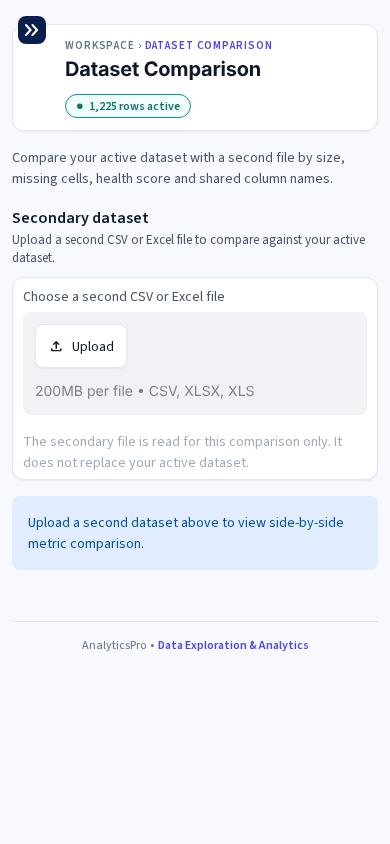 WORKSPACE › DATASET COMPARISON
Dataset Comparison
● 1,225 rows active
Compare your active dataset with a second file by size,
missing cells, health score and shared column names.
Secondary dataset
Upload a second CSV or Excel file to compare against your active
dataset.
Choose a second CSV or Excel file
Upload
200MB per file • CSV, XLSX, XLS
The secondary file is read for this comparison only. It
does not replace your active dataset.
Upload a second dataset above to view side-by-side
metric comparison.
AnalyticsPro • Data Exploration & Analytics